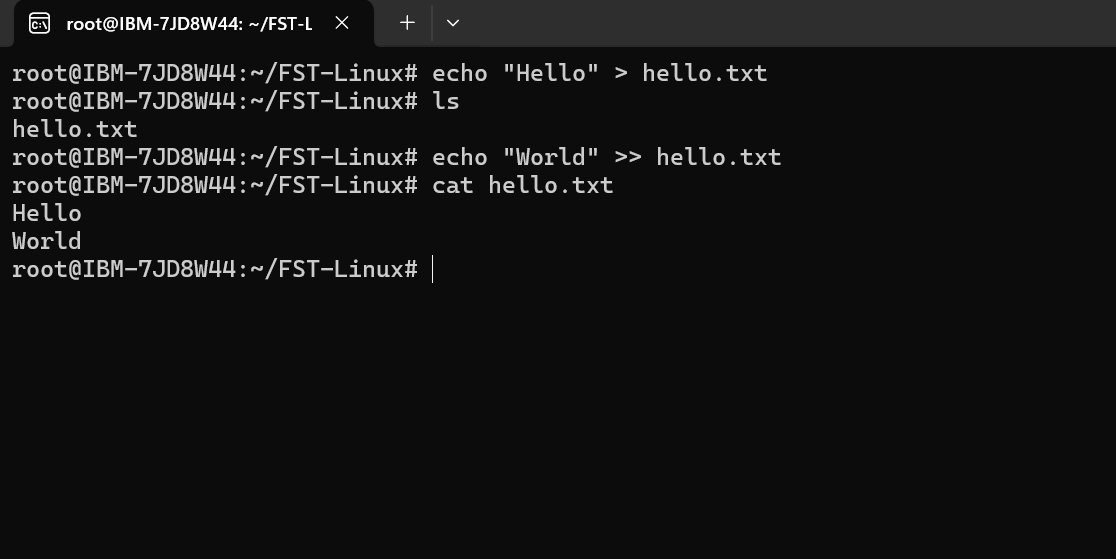 root@IBM-7JD8W44: ~/FST-L
root@IBM-7JD8W44:~/FST-Linux# echo "Hello" > hello.txt
root@IBM-7JD8W44:~/FST-Linux# ls
hello.txt
root@IBM-7JD8W44:~/FST-Linux# echo "World" >> hello.txt
root@IBM-7JD8W44:~/FST-Linux# cat hello.txt
Hello
World
root@IBM-7JD8W44:~/FST-Linux#